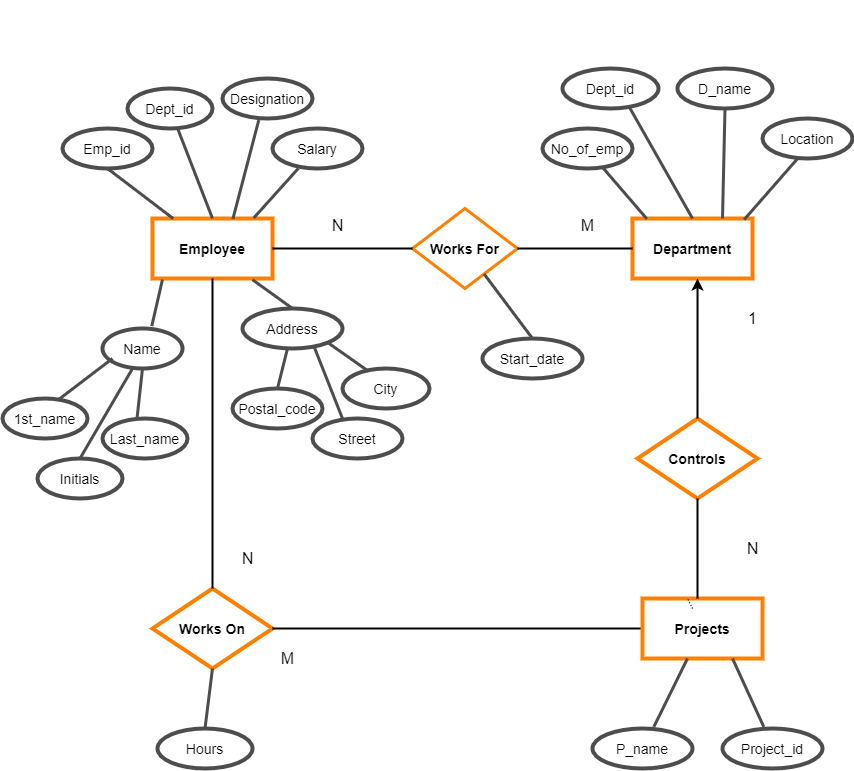 Designation
Dept_id
Emp_id
Salary
Dept_id
D_name
No_of_emp
Location
Employee
N
Works For
M
Department
Start_date
1
Name
Address
1st_name
Last_name
Initials
Postal_code
City
Street
Controls
N
N
Works On
M
Projects
Hours
P_name
Project_id